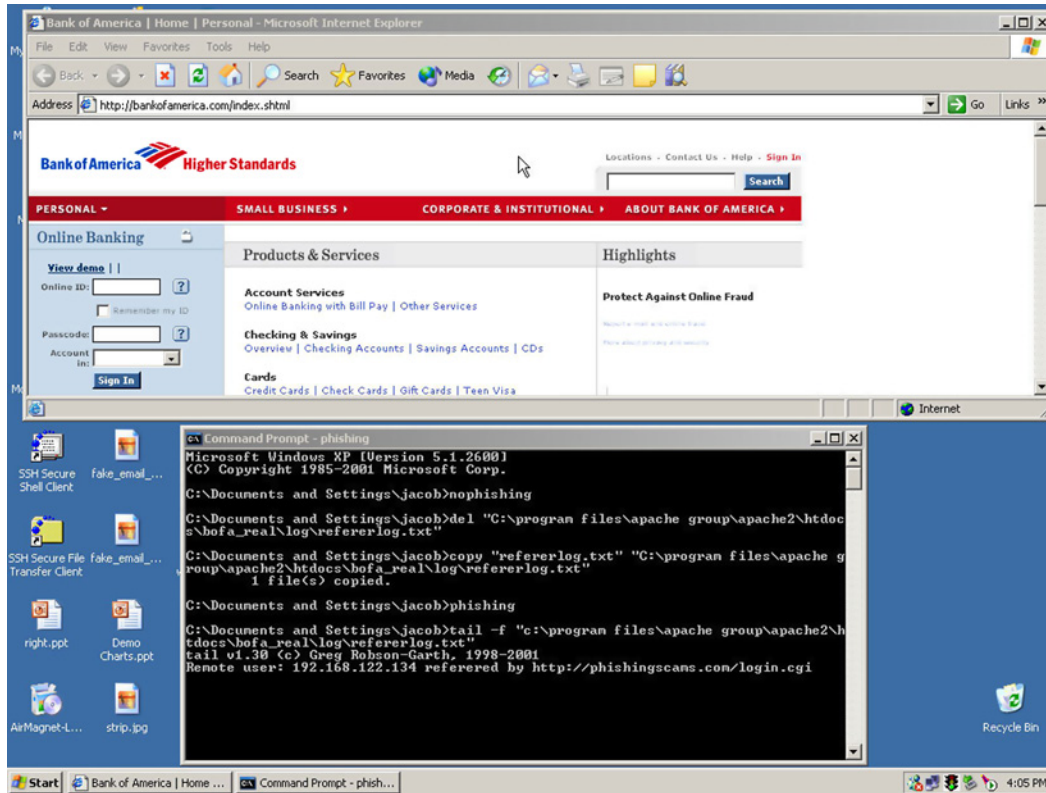 Bank of America | Home | Personal - Microsoft Internet Explorer
File Edit View Favorites Tools Help
Back Search Favorites Media
Address http://bankofamerica.com/index.shtml Go Links »
Bank of America Higher Standards
Locations - Contact Us - Help - Sign In
Search
PERSONAL SMALL BUSINESS CORPORATE & INSTITUTIONAL ABOUT BANK OF AMERICA
Online Banking
View demo | |
Online ID: ?
Remember my ID
Passcode: ?
Account in:
Sign In
Products & Services
Account Services
Online Banking with Bill Pay | Other Services
Checking & Savings
Overview | Checking Accounts | Savings Accounts | CDs
Cards
Credit Cards | Check Cards | Gift Cards | Teen Visa
Highlights
Protect Against Online Fraud
Internet
SSH Secure Shell Client
fake_email_...
SSH Secure File Transfer Client
fake_email_...
right.ppt
Demo Charts.ppt
AirMagnet-L...
strip.jpg
Command Prompt - phishing
Microsoft Windows XP [Version 5.1.2600]
(C) Copyright 1985-2001 Microsoft Corp.
C:\Documents and Settings\jacob>nophishing
C:\Documents and Settings\jacob>del "C:\program files\apache group\apache2\htdoc
s\bofa_real\log\refererlog.txt"
C:\Documents and Settings\jacob>copy "refererlog.txt" "C:\program files\apache g
roup\apache2\htdocs\bofa_real\log\refererlog.txt"
1 file(s) copied.
C:\Documents and Settings\jacob>phishing
C:\Documents and Settings\jacob>tail -f "c:\program files\apache group\apache2\h
tdocs\bofa_real\log\refererlog.txt"
tail v1.30 (c) Greg Robson-Garth, 1998-2001
Remote user: 192.168.122.134 referered by http://phishingscams.com/login.cgi
Recycle Bin
Start Bank of America | Home ... Command Prompt - phish... 4:05 PM